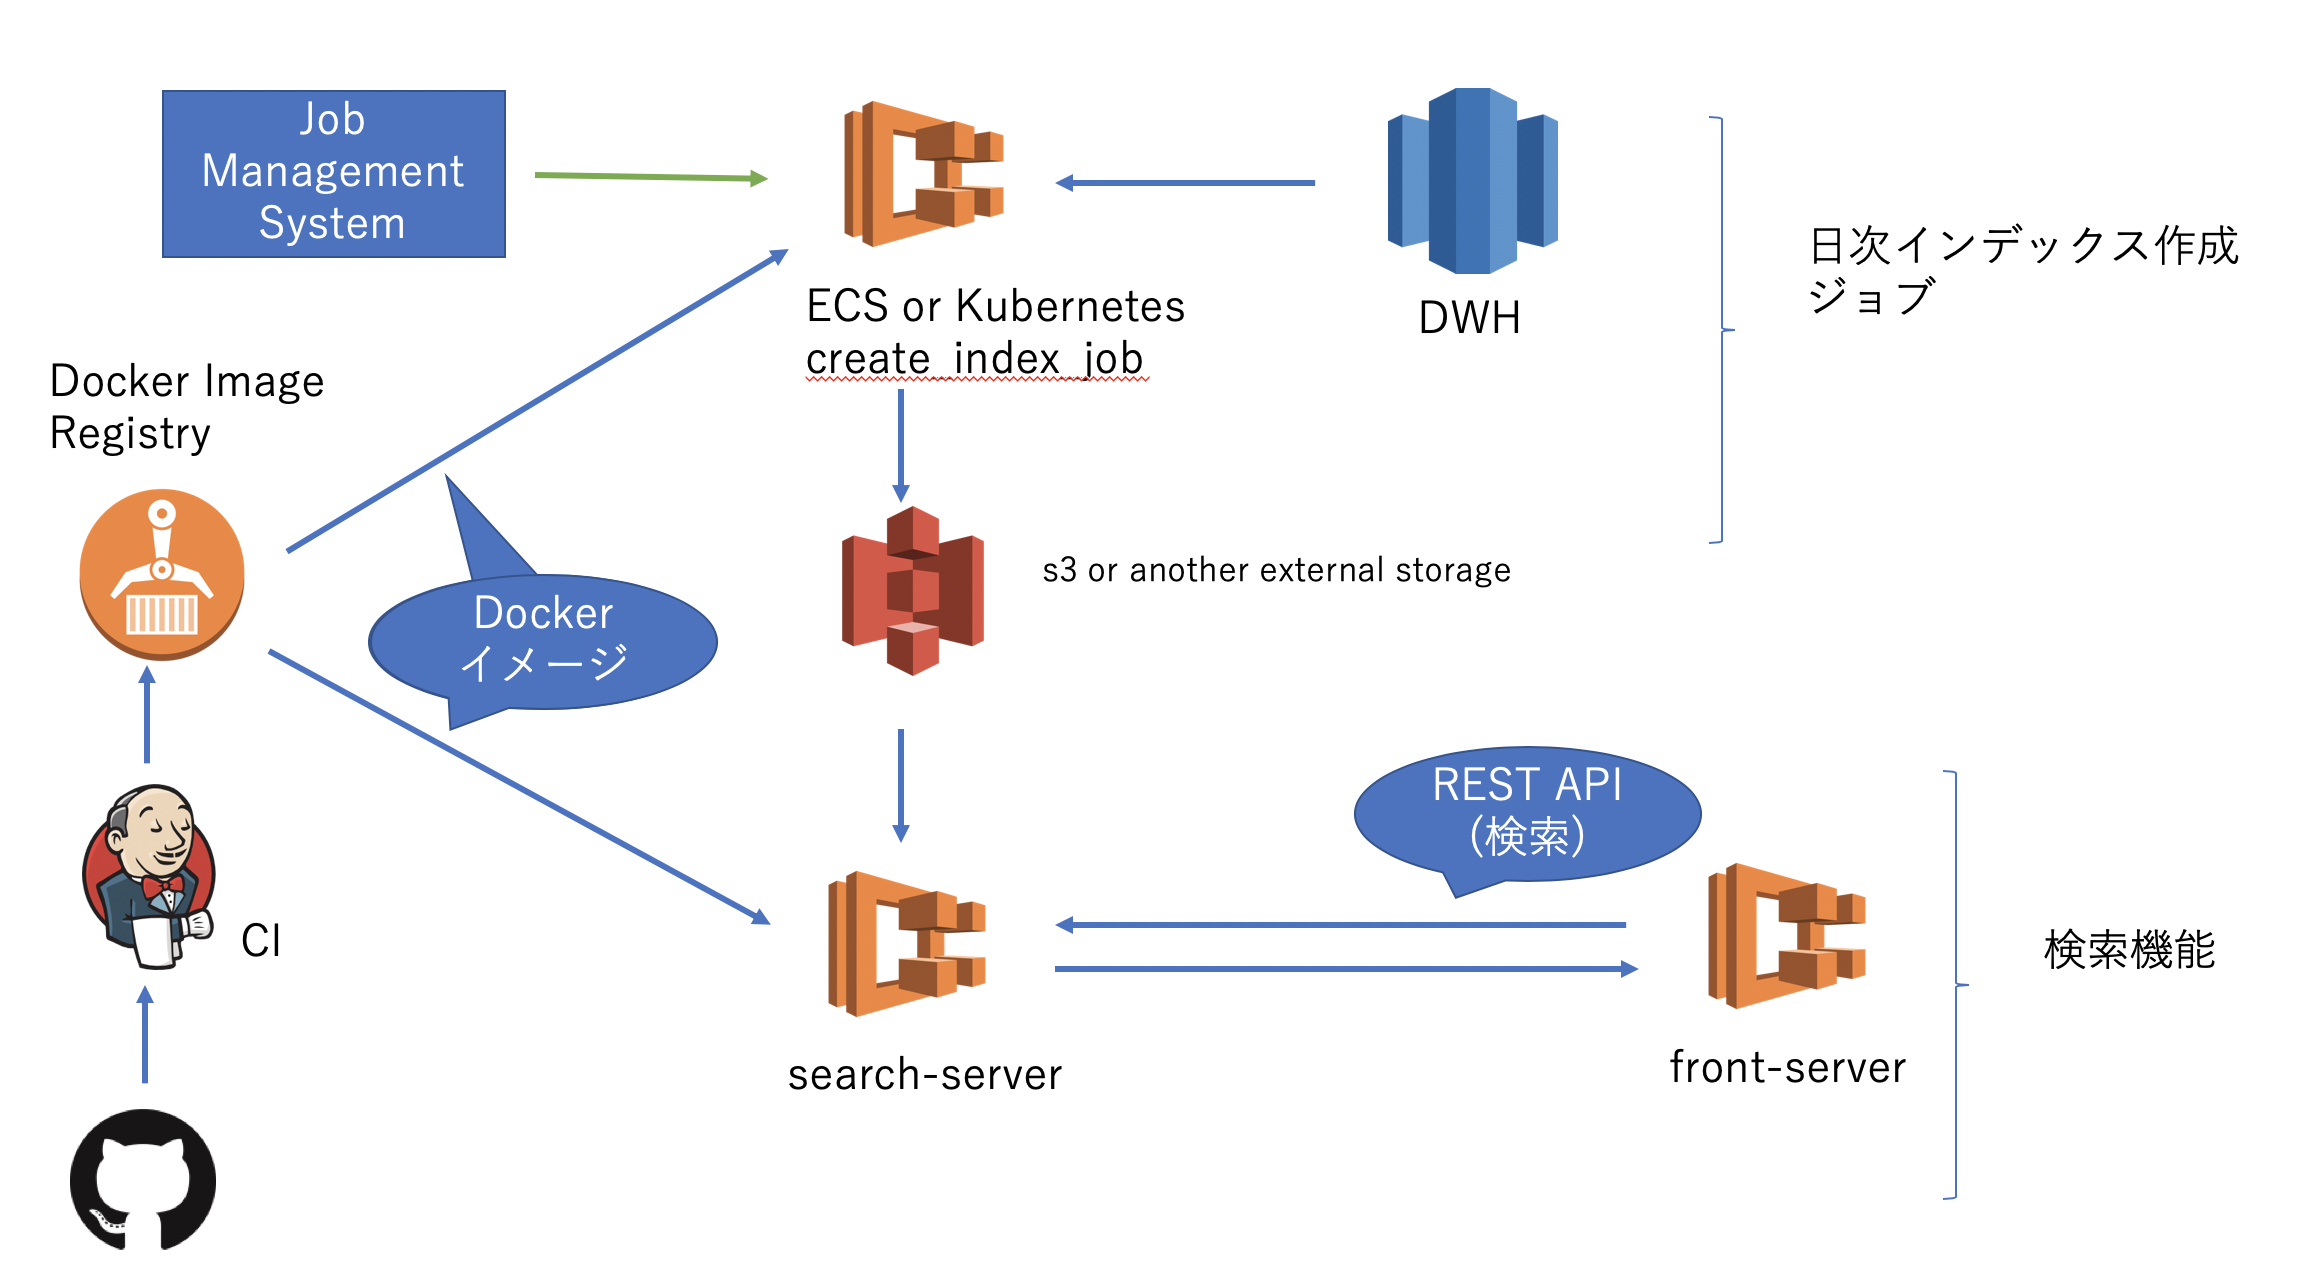 Job
Management
System
ECS or Kubernetes
create_index_job
DWH
日次インデックス作成
ジョブ
Docker Image
Registry
Docker
イメージ
s3 or another external storage
REST API
(検索)
CI
search-server
front-server
検索機能